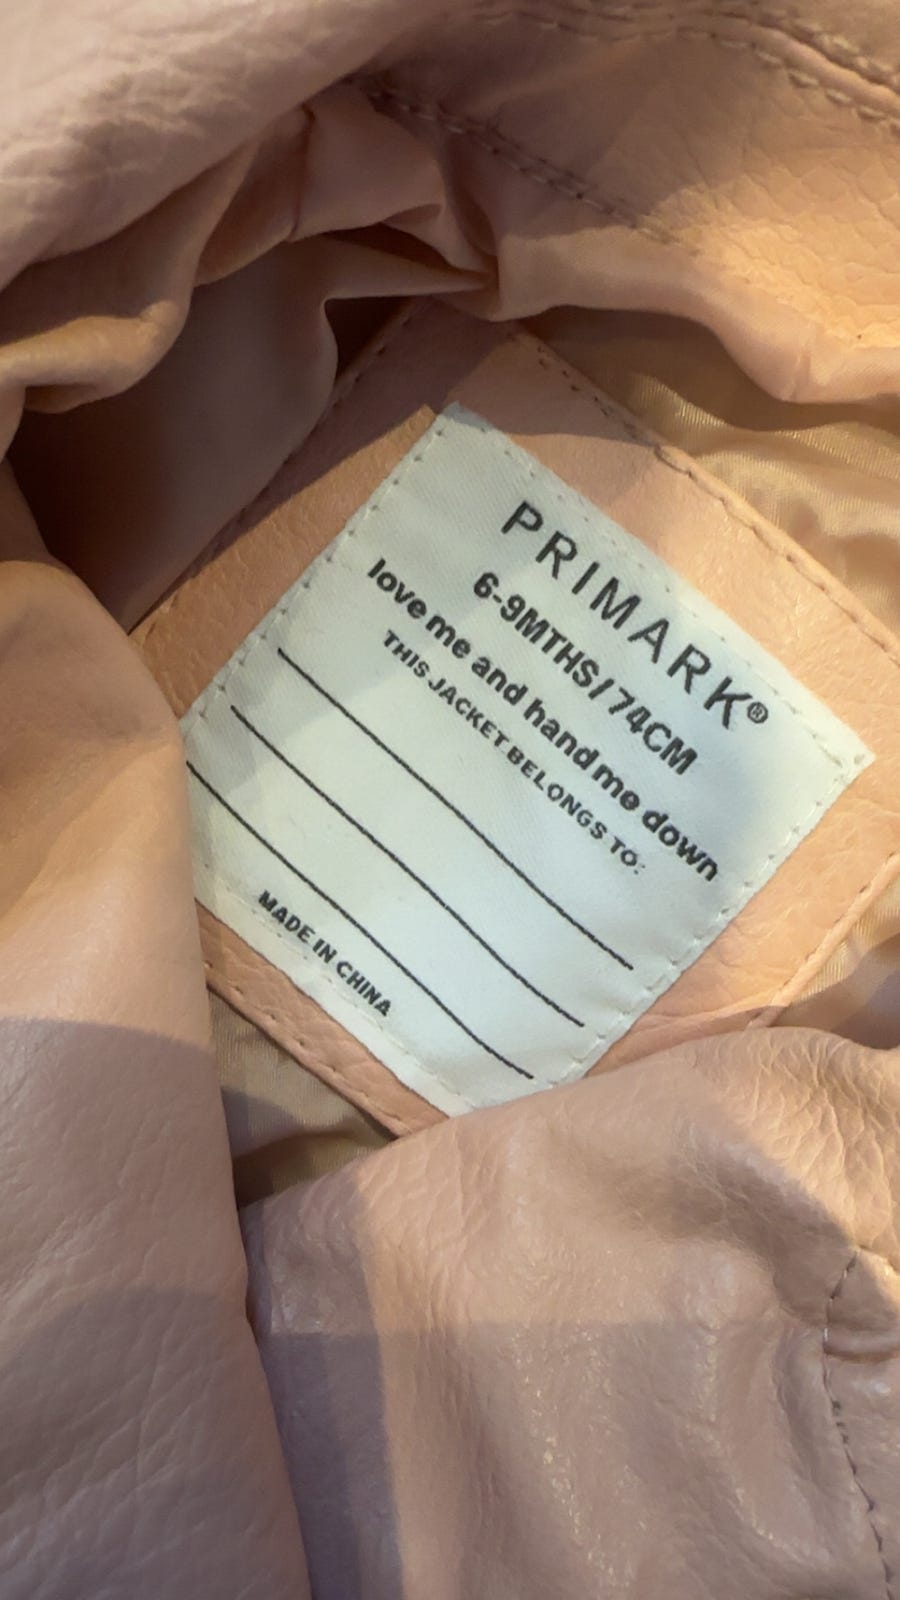 PRIMARK®
6-9MTHS/74CM
love me and hand me down
THIS JACKET BELONGS TO:
MADE IN CHINA